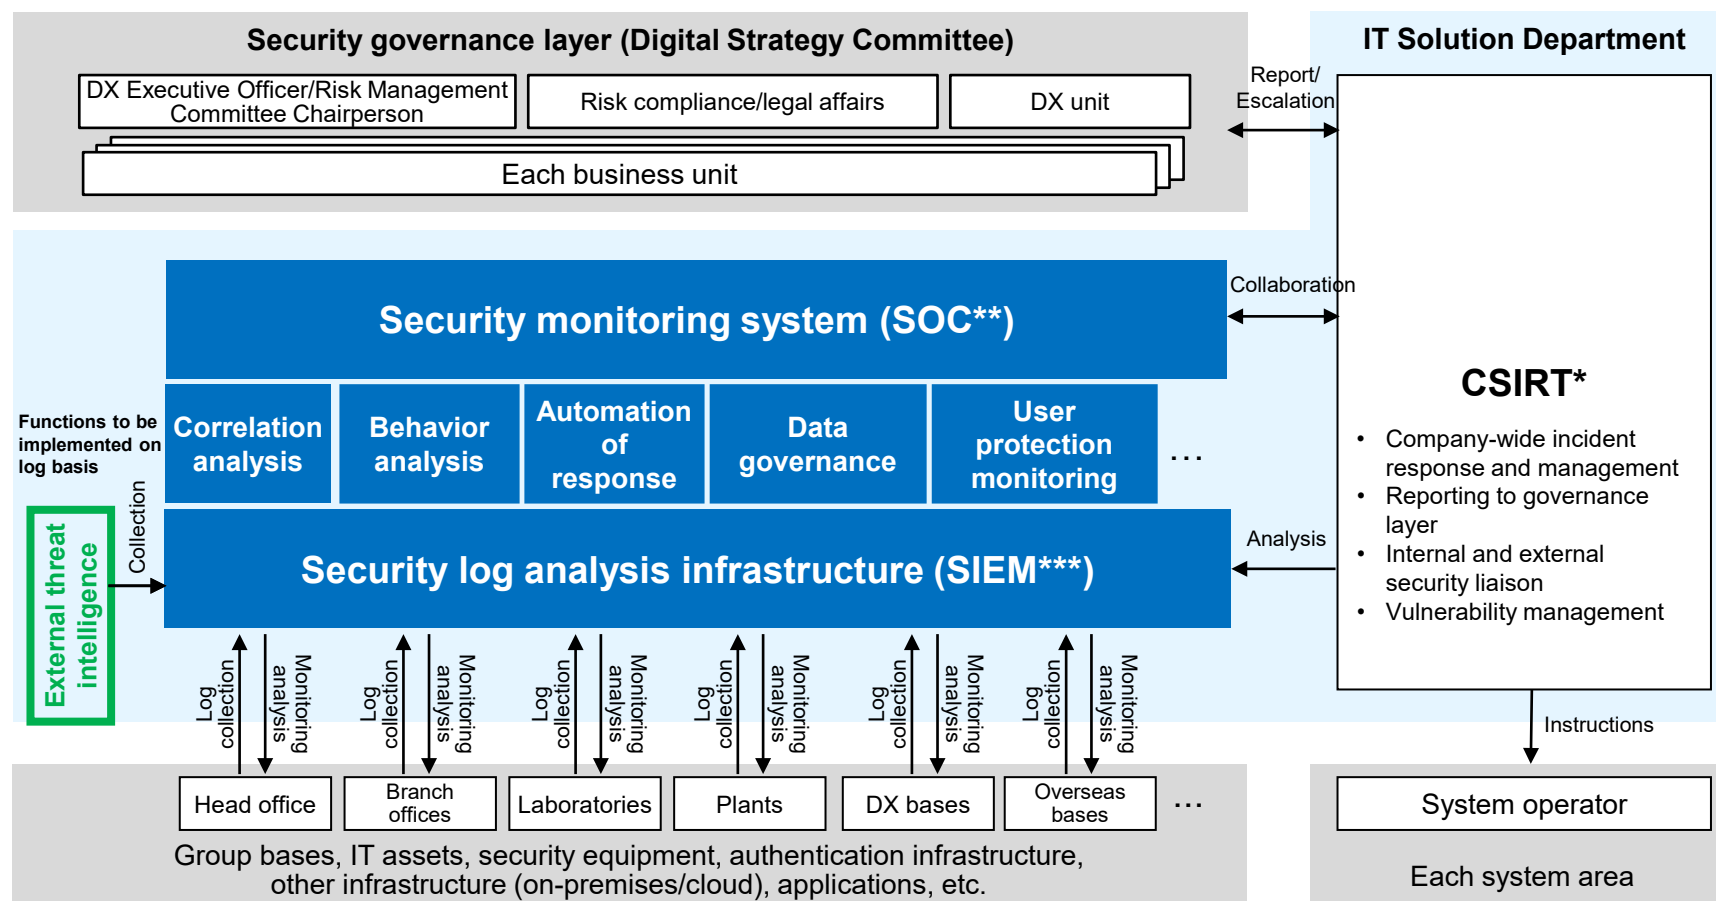 Security governance layer (Digital Strategy Committee)
DX Executive Officer/Risk Management
Committee Chairperson
Risk compliance/legal affairs
DX unit
Each business unit
Report/
Escalation
IT Solution Department
Security monitoring system (SOC**)
Collaboration
Functions to be
implemented on
log basis
Correlation
analysis
Behavior
analysis
Automation
of
response
Data
governance
User
protection
monitoring
...
CSIRT*
• Company-wide incident
response and management
• Reporting to governance
layer
• Internal and external
security liaison
• Vulnerability management
External threat
intelligence
Collection
Security log analysis infrastructure (SIEM***)
Analysis
Log
collection
Monitoring
analysis
Log
collection
Monitoring
analysis
Log
collection
Monitoring
analysis
Log
collection
Monitoring
analysis
Log
collection
Monitoring
analysis
Log
collection
Monitoring
analysis
Instructions
Head office
Branch
offices
Laboratories
Plants
DX bases
Overseas
bases
...
Group bases, IT assets, security equipment, authentication infrastructure,
other infrastructure (on-premises/cloud), applications, etc.
System operator
Each system area